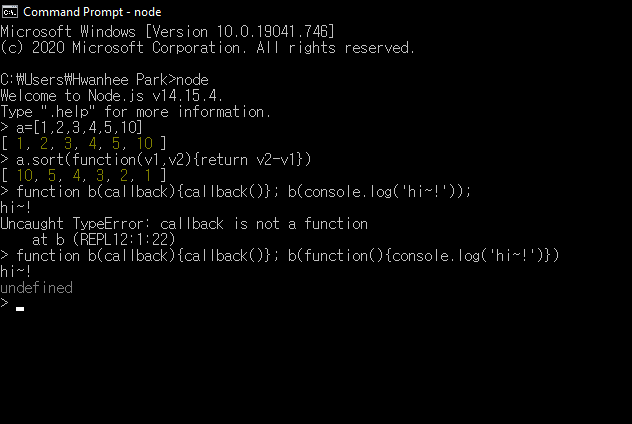 Command Prompt - node
Microsoft Windows [Version 10.0.19041.746]
(c) 2020 Microsoft Corporation. All rights reserved.
C:₩Users₩Hwanhee Park>node
Welcome to Node.js v14.15.4.
Type ".help" for more information.
> a=[1,2,3,4,5,10]
[ 1, 2, 3, 4, 5, 10 ]
> a.sort(function(v1,v2){return v2-v1})
[ 10, 5, 4, 3, 2, 1 ]
> function b(callback){callback()}; b(console.log('hi~!'));
hi~!
Uncaught TypeError: callback is not a function
    at b (REPL12:1:22)
> function b(callback){callback()}; b(function(){console.log('hi~!')})
hi~!
undefined
>